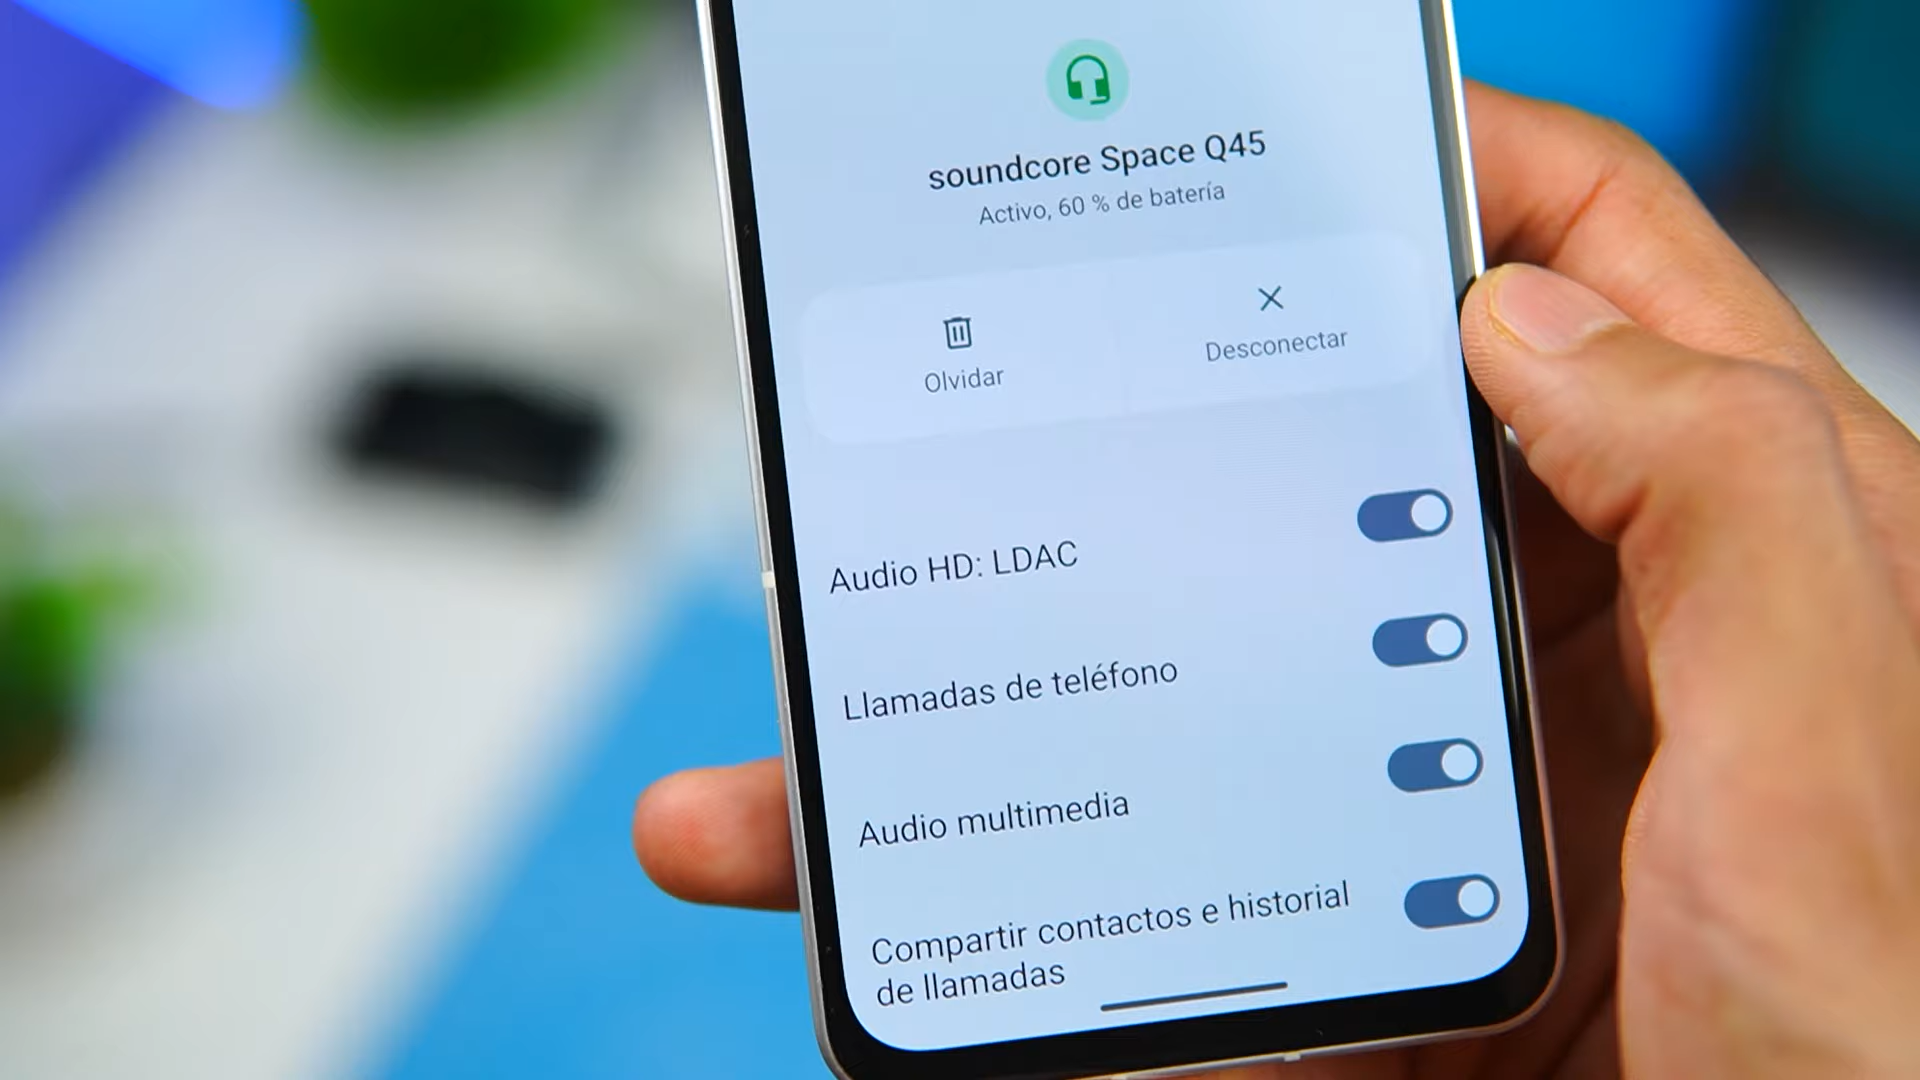 soundcore Space Q45
Activo, 60 % de batería
Olvidar
Desconectar
Audio HD: LDAC
Llamadas de teléfono
Audio multimedia
Compartir contactos e historial
de llamadas